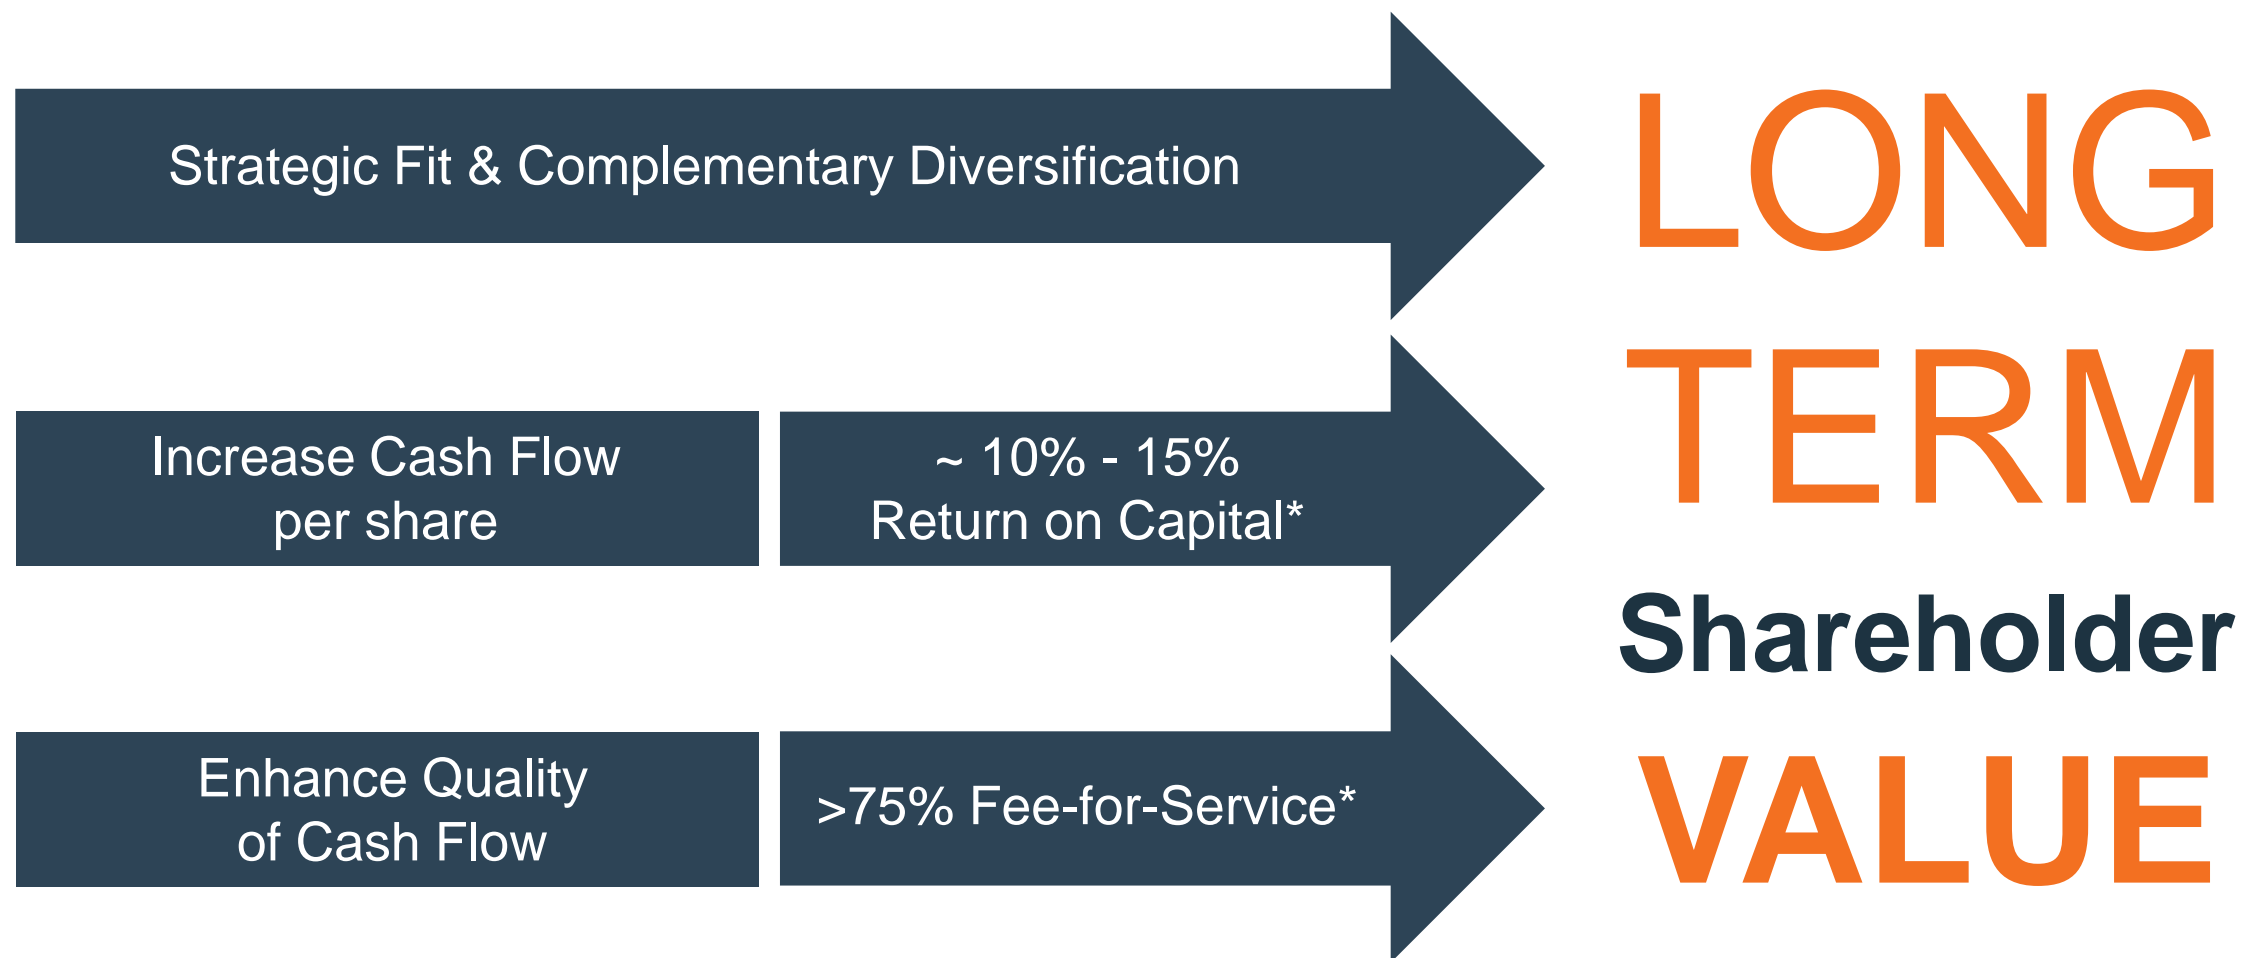 Strategic Fit & Complementary Diversification
Increase Cash Flow
per share
~ 10% - 15%
Return on Capital*
Enhance Quality
of Cash Flow
>75% Fee-for-Service*
LONG
TERM
Shareholder
VALUE